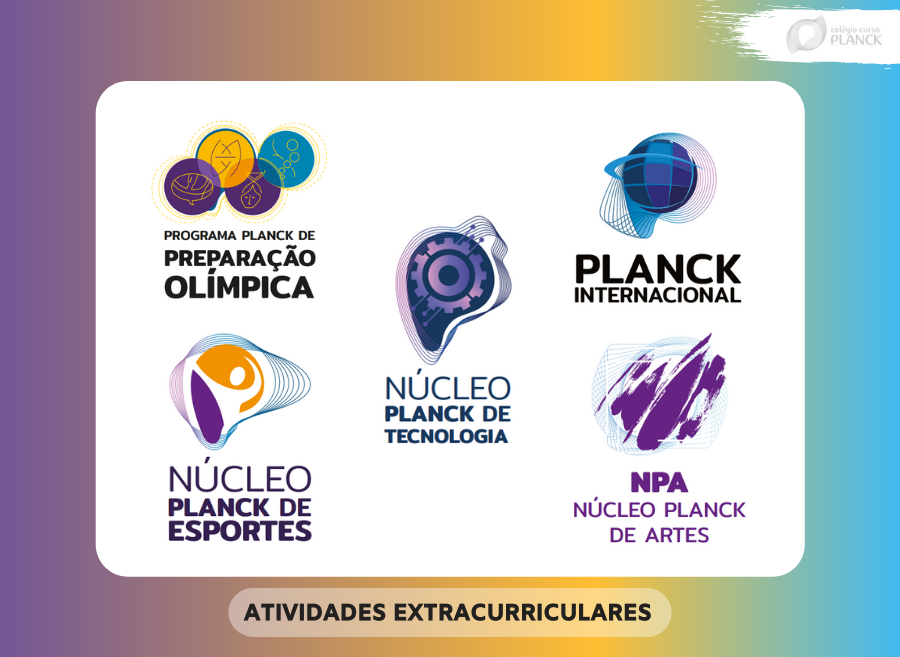 colégio curso
PLANCK
PROGRAMA PLANCK DE
PREPARAÇÃO
OLÍMPICA
PLANCK
INTERNACIONAL
NÚCLEO
PLANCK DE
TECNOLOGIA
NÚCLEO
PLANCK DE
ESPORTES
NPA
NÚCLEO PLANCK
DE ARTES
ATIVIDADES EXTRACURRICULARES